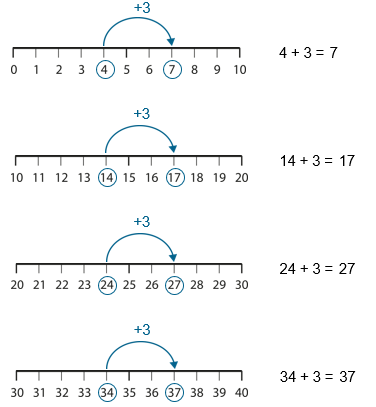 +3
0 1 2 3 4 5 6 7 8 9 10
4 + 3 = 7
+3
10 11 12 13 14 15 16 17 18 19 20
14 + 3 = 17
+3
20 21 22 23 24 25 26 27 28 29 30
24 + 3 = 27
+3
30 31 32 33 34 35 36 37 38 39 40
34 + 3 = 37